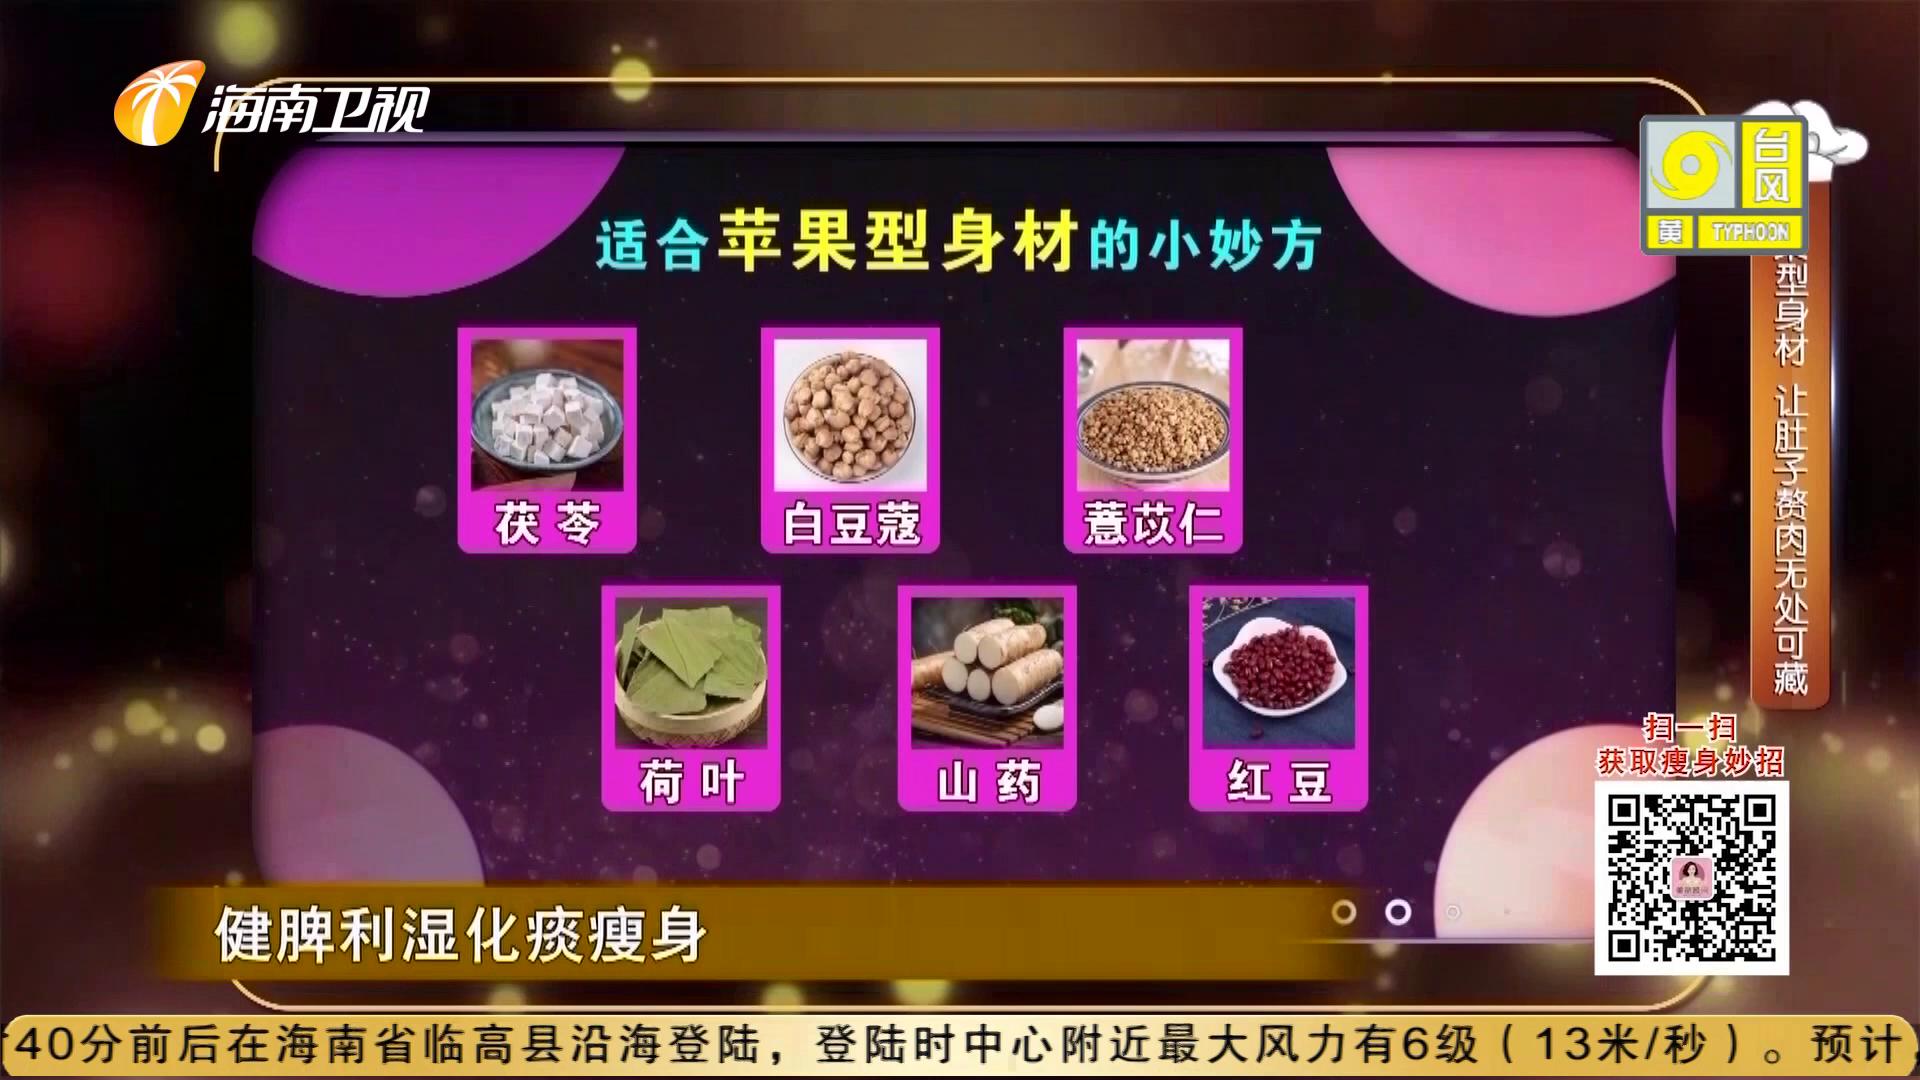 海南卫视
台风
黄 TYPHOON
适合苹果型身材的小妙方
茯苓
白豆蔻
薏苡仁
荷叶
山药
红豆
型身材 让肚子赘肉无处可藏
扫一扫
获取瘦身妙招
健脾利湿化痰瘦身
40分前后在海南省临高县沿海登陆，登陆时中心附近最大风力有6级（13米/秒）。预计